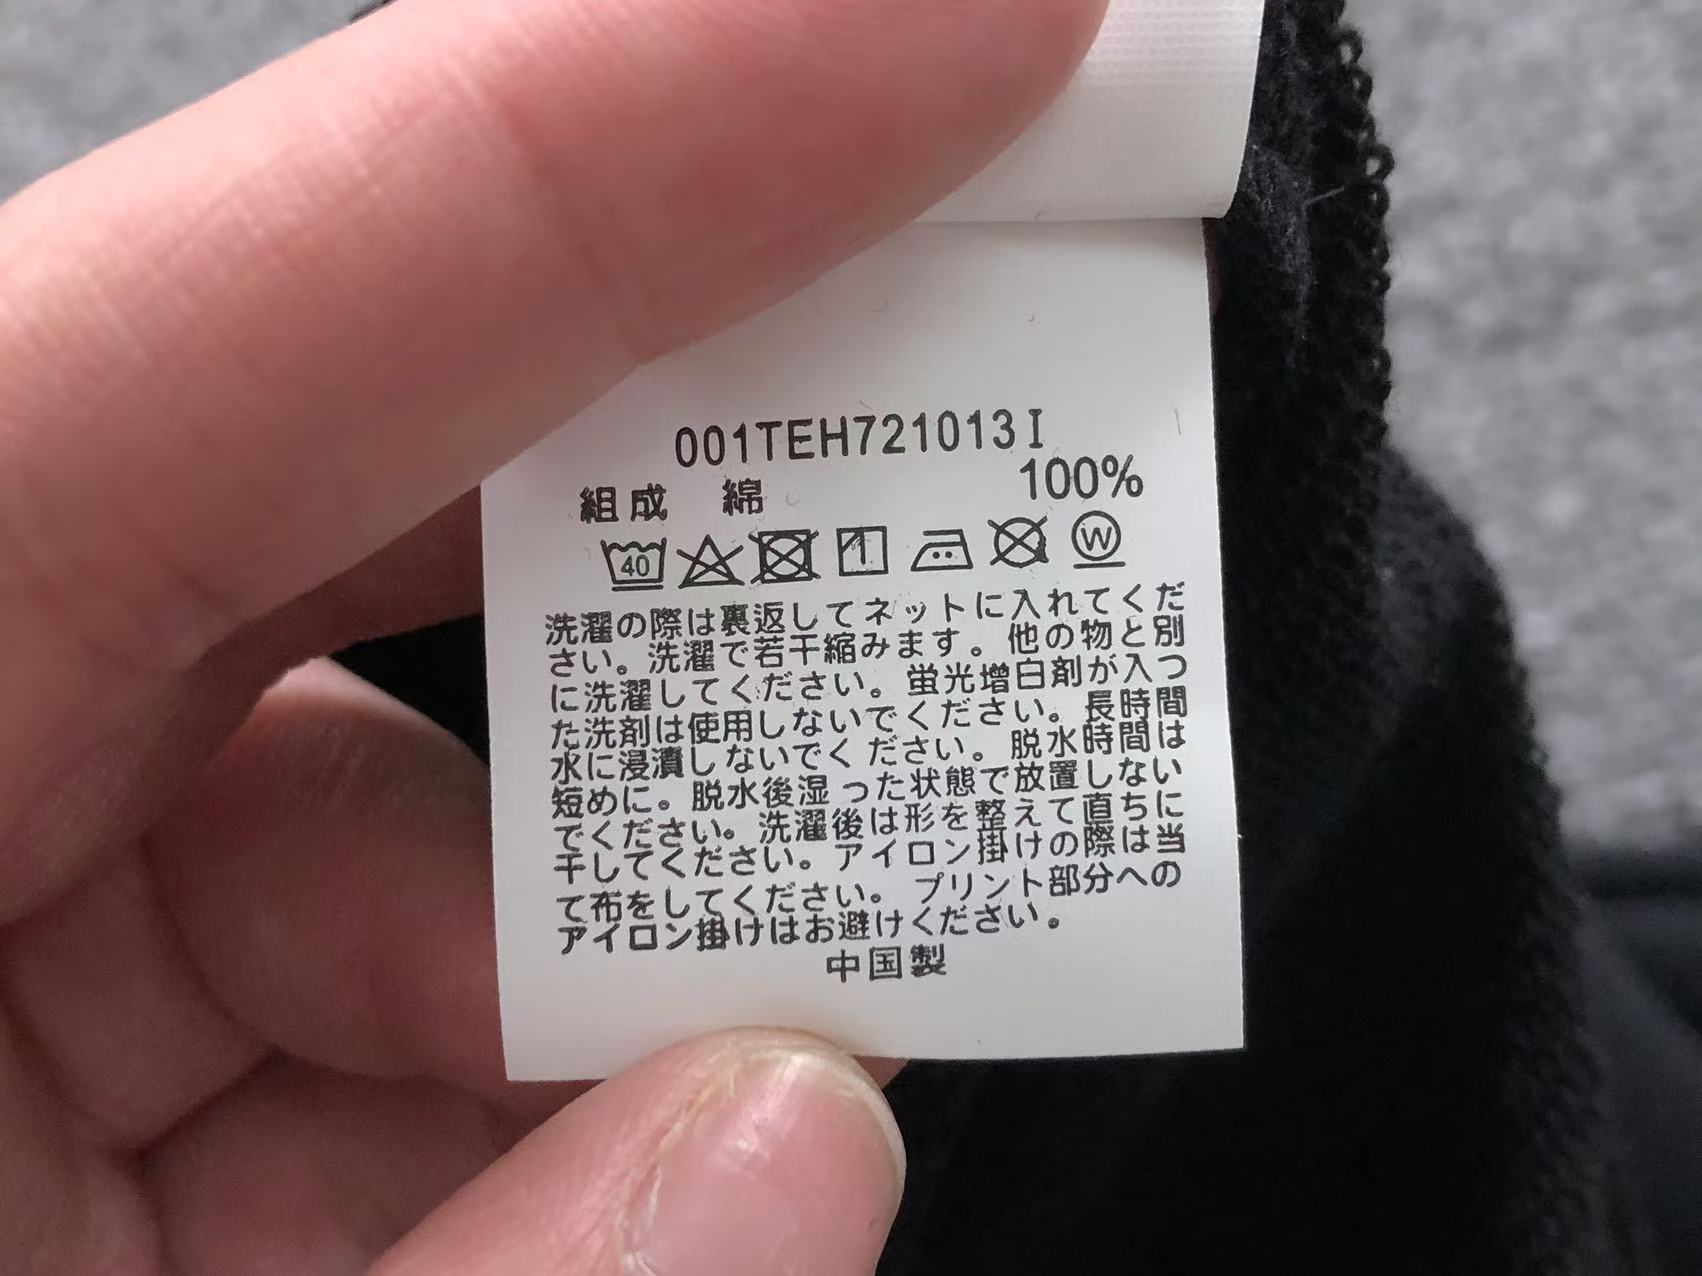 001TEH721013I
組成 綿 100%
40 W
洗濯の際は裏返してネットに入れてくだ
さい。洗濯で若干縮みます。他の物と別
に洗濯してください。蛍光増白剤が入つ
た洗剤は使用しないでください。長時間
水に浸漬しないでください。脱水時間は
短めに。脱水後湿った状態で放置しない
でください。洗濯後は形を整えて直ちに
干してください。アイロン掛けの際は当
て布をしてください。プリント部分への
アイロン掛けはお避けください。
中国製